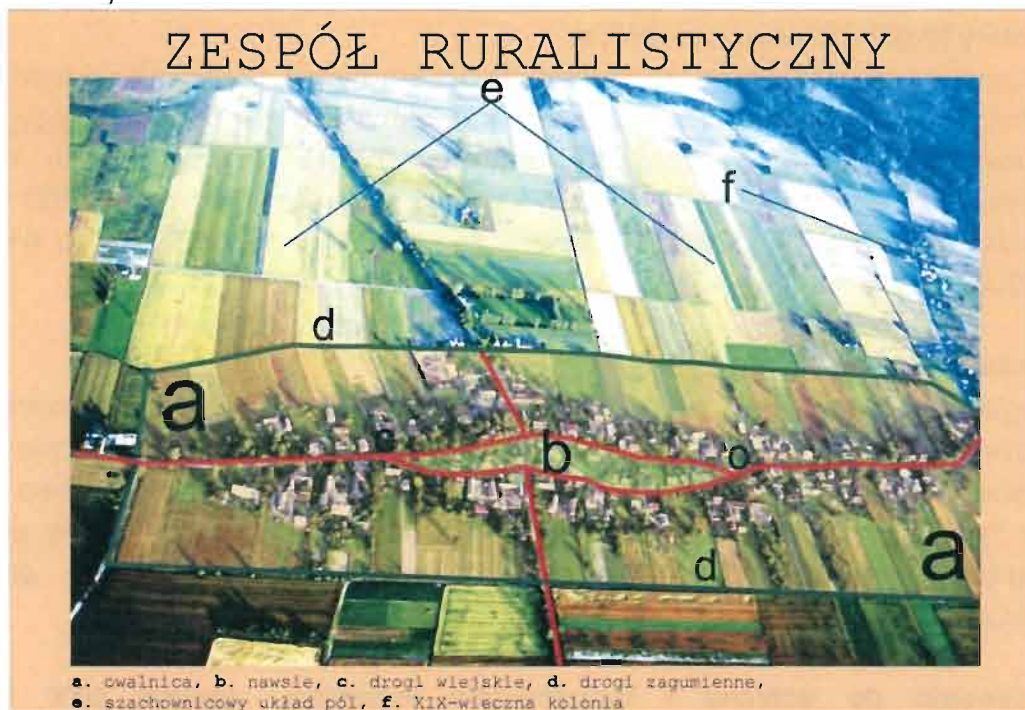 ZESPÓŁ RURALISTYCZNY
e
f
d
a
c
b
c
d
a
a. owalnica, b. nawsie, c. drogi wiejskie, d. drogi zagumienne,
e. szachownicowy układ pól, f. XIX-wieczna kolonia